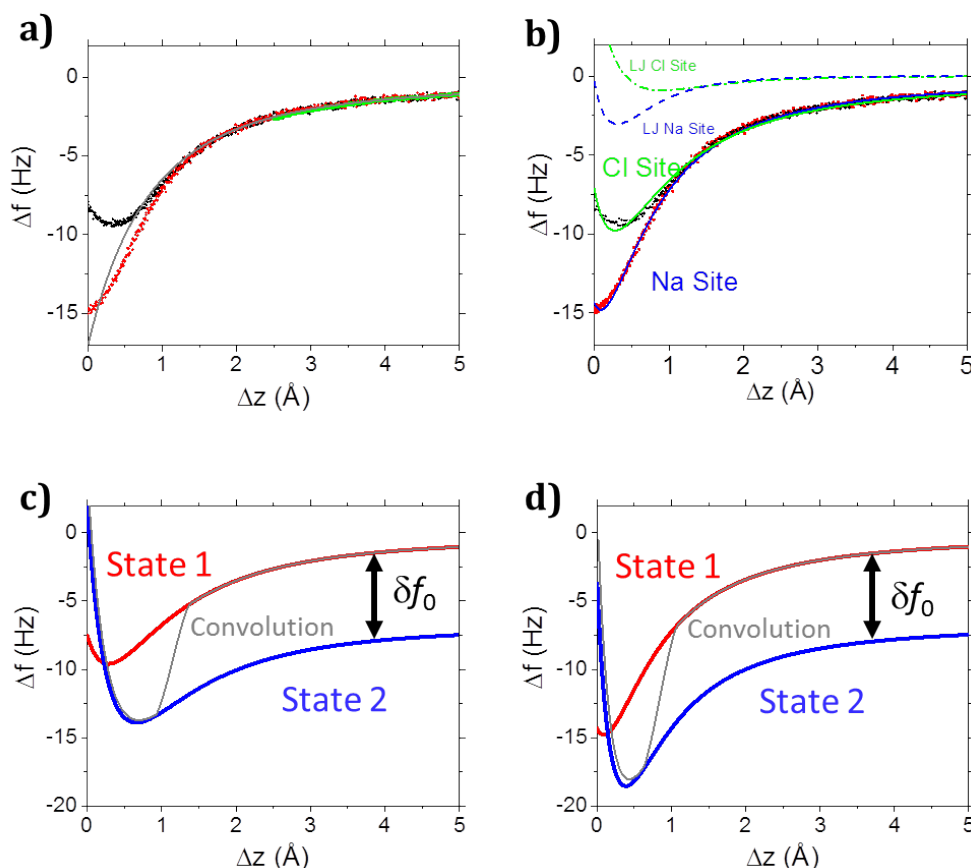 a)
0
-5
-10
-15
Δf (Hz)
0 1 2 3 4 5
Δz (Å)
b)
LJ Cl Site
LJ Na Site
Cl Site
Na Site
0
-5
-10
-15
Δf (Hz)
0 1 2 3 4 5
Δz (Å)
c)
State 1
Convolution
State 2
δf₀
0
-5
-10
-15
-20
Δf (Hz)
0 1 2 3 4 5
Δz (Å)
d)
State 1
Convolution
State 2
δf₀
0
-5
-10
-15
-20
Δf (Hz)
0 1 2 3 4 5
Δz (Å)